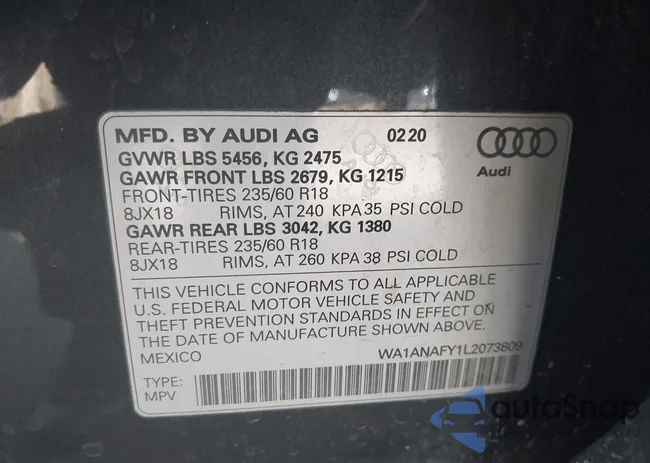 MFD. BY AUDI AG 0220
GVWR LBS 5456, KG 2475
GAWR FRONT LBS 2679, KG 1215
FRONT-TIRES 235/60 R18
8JX18 RIMS, AT 240 KPA 35 PSI COLD
GAWR REAR LBS 3042, KG 1380
REAR-TIRES 235/60 R18
8JX18 RIMS, AT 260 KPA 38 PSI COLD
Audi
THIS VEHICLE CONFORMS TO ALL APPLICABLE
U.S. FEDERAL MOTOR VEHICLE SAFETY AND
THEFT PREVENTION STANDARDS IN EFFECT ON
THE DATE OF MANUFACTURE SHOWN ABOVE.
MEXICO WA1ANAFY1L2073809
TYPE:
MPV
autoSnap